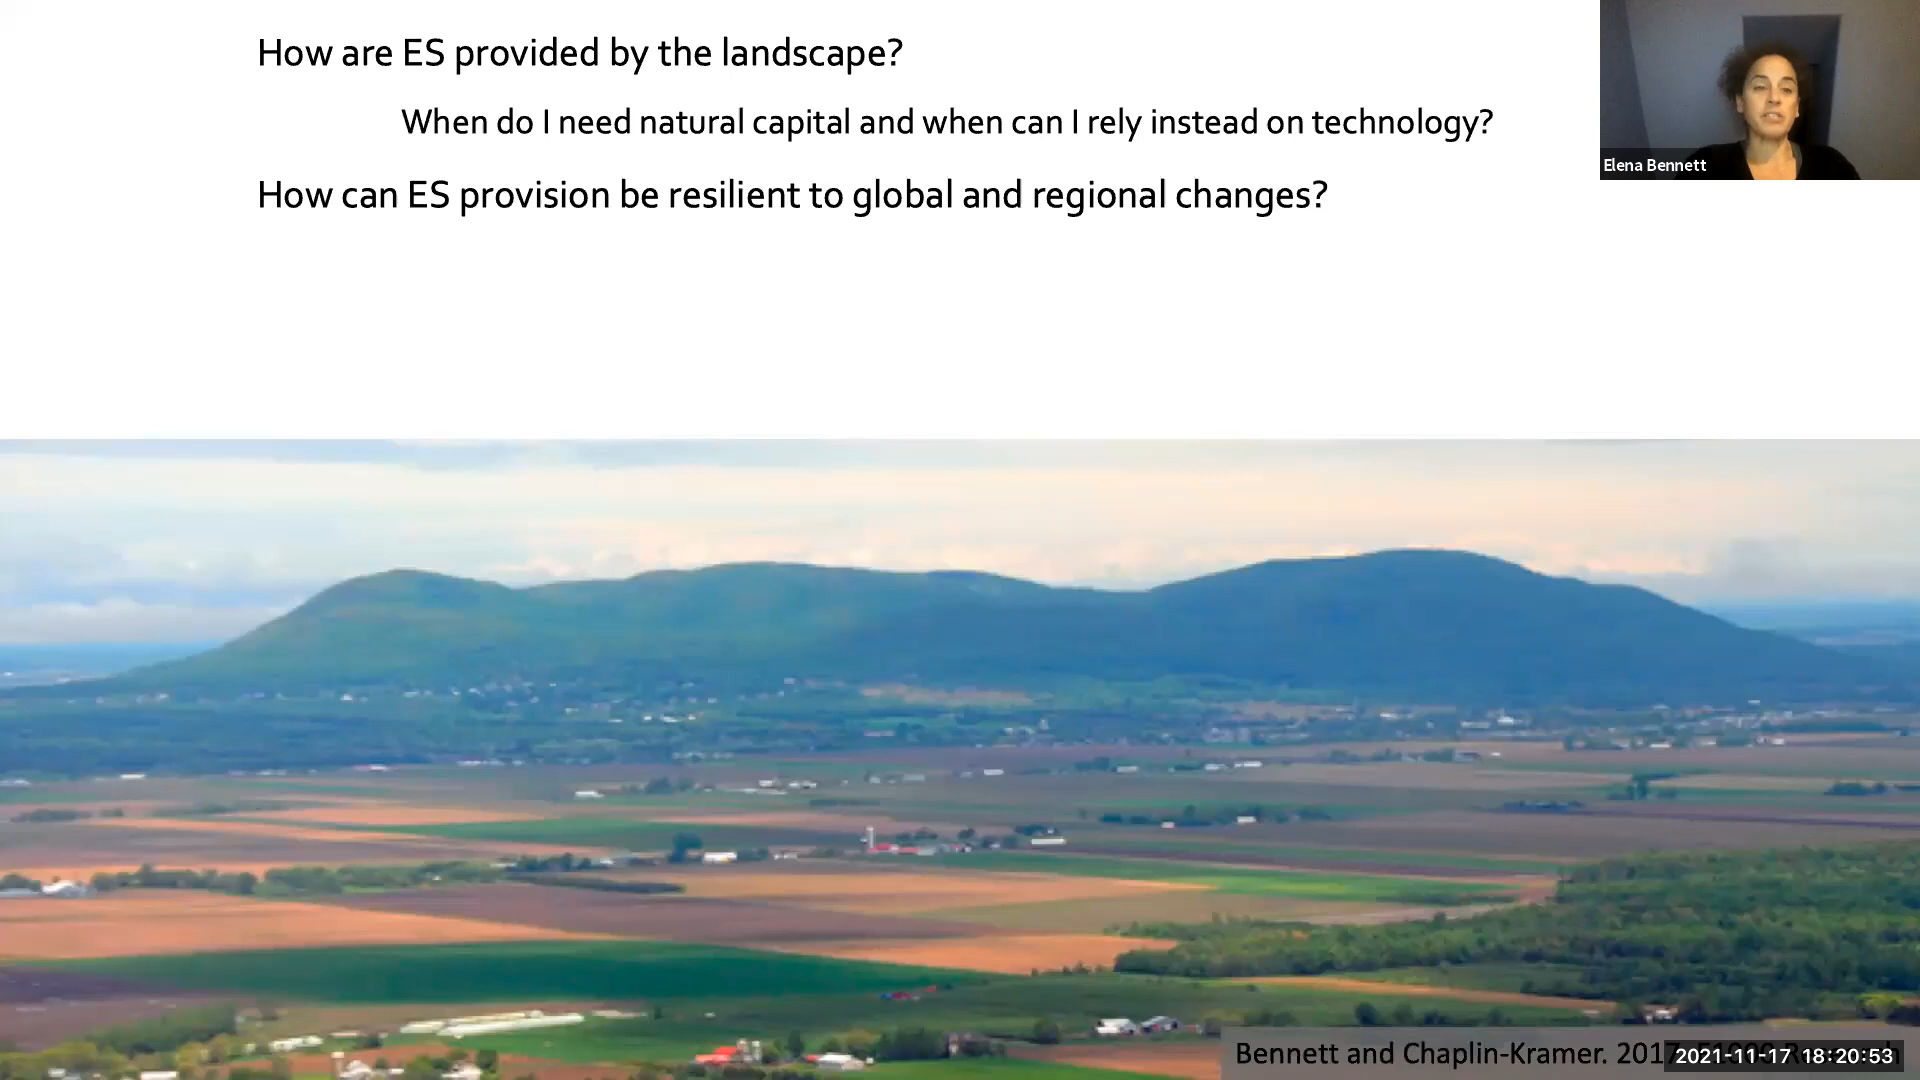 How are ES provided by the landscape?
When do I need natural capital and when can I rely instead on technology?
How can ES provision be resilient to global and regional changes?
Elena Bennett
Bennett and Chaplin-Kramer. 2017
2021-11-17 18:20:53